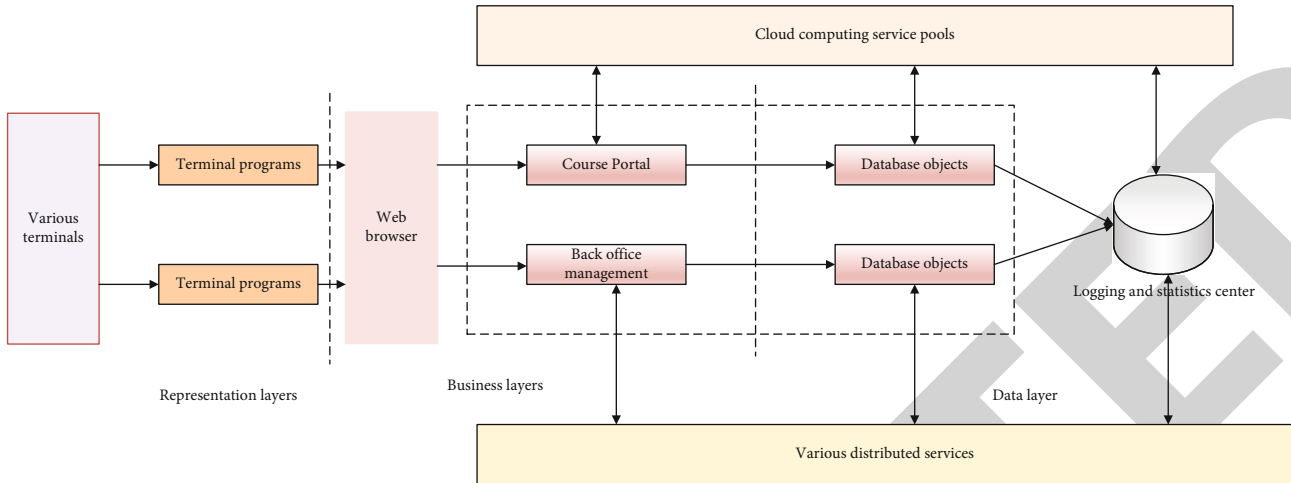 Cloud computing service pools
Various
terminals
Terminal programs
Terminal programs
Web
browser
Course Portal
Back office
management
Database objects
Database objects
Logging and statistics center
Representation layers
Business layers
Data layer
Various distributed services